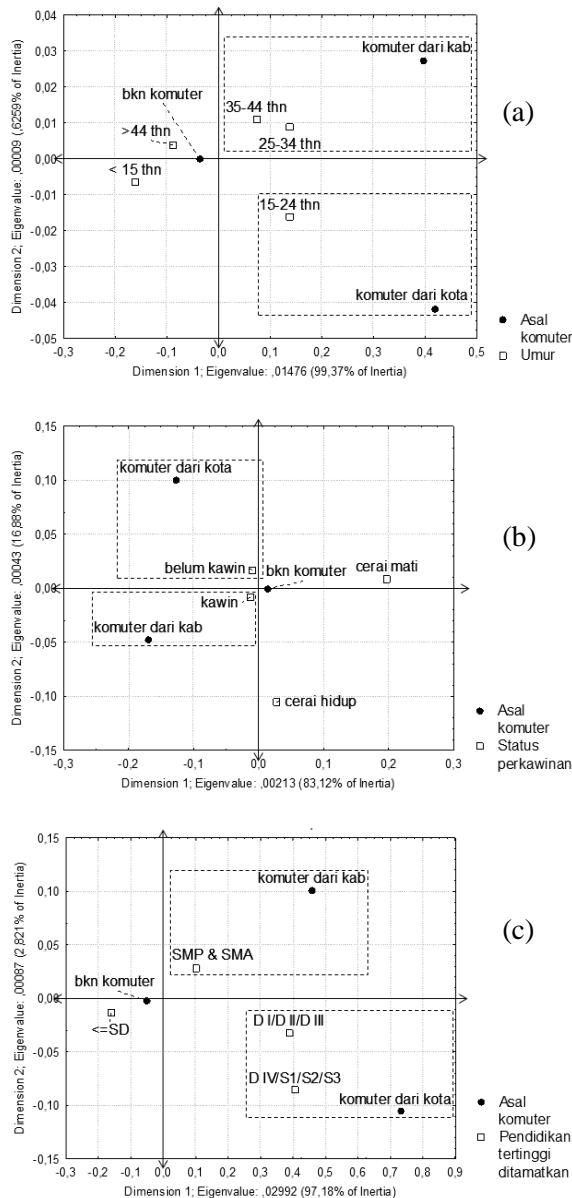 0,04
0,03
0,02
0,01
0,00
-0,01
-0,02
-0,03
-0,04
-0,05
Dimension 2; Eigenvalue: ,00009 (,6259% of Inertia)
komuter dari kab
bkn komuter
35-44 thn
>44 thn
25-34 thn
< 15 thn
15-24 thn
komuter dari kota
-0,3 -0,2 -0,1 0,0 0,1 0,2 0,3 0,4 0,5
Dimension 1; Eigenvalue: ,01476 (99,37% of Inertia)
(a)
Asal
komuter
Umur
0,15
0,10
0,05
0,00
-0,05
-0,10
-0,15
Dimension 2; Eigenvalue: ,00043 (16,88% of Inertia)
komuter dari kota
belum kawin
bkn komuter
cerai mati
kawin
komuter dari kab
cerai hidup
-0,3 -0,2 -0,1 0,0 0,1 0,2 0,3
Dimension 1; Eigenvalue: ,00213 (83,12% of Inertia)
(b)
Asal
komuter
Status
perkawinan
0,15
0,10
0,05
0,00
-0,05
-0,10
-0,15
Dimension 2; Eigenvalue: ,00087 (2,821% of Inertia)
komuter dari kab
SMP & SMA
bkn komuter
<=SD
D I/D II/D III
D IV/S1/S2/S3
komuter dari kota
-0,3 -0,2 -0,1 0,0 0,1 0,2 0,3 0,4 0,5 0,6 0,7 0,8 0,9
Dimension 1; Eigenvalue: ,02992 (97,18% of Inertia)
(c)
Asal
komuter
Pendidikan
tertinggi
ditamatkan